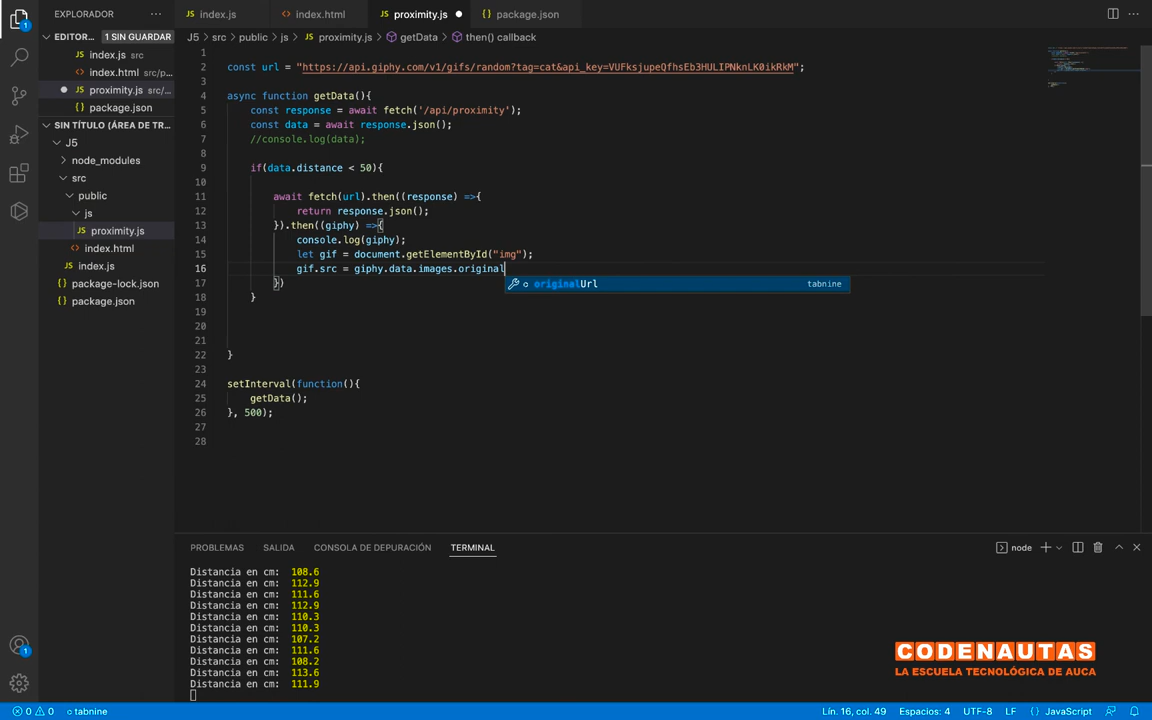 EXPLORADOR ···
index.js
index.html
proximity.js
package.json
J5 > src > public > js > proximity.js > getData > then() callback
EDITOR... 1 SIN GUARDAR
index.js src
index.html src/p...
proximity.js src/...
package.json
SIN TÍTULO (ÁREA DE TR...
J5
node_modules
src
public
js
proximity.js
index.html
index.js
package-lock.json
package.json
1
2 const url = "https://api.giphy.com/v1/gifs/random?tag=cat&api_key=VUFksjupeQfhsEb3HULIPNknLK0ikRkM";
3
4 async function getData(){
5 const response = await fetch('/api/proximity');
6 const data = await response.json();
7 //console.log(data);
8
9 if(data.distance < 50){
10
11 await fetch(url).then((response) =>{
12 return response.json();
13 }).then((giphy) =>{
14 console.log(giphy);
15 let gif = document.getElementById("img");
16 gif.src = giphy.data.images.original
originalUrl tabnine
17 })
18 }
19
20
21
22 }
23
24 setInterval(function(){
25 getData();
26 }, 500);
27
28
PROBLEMAS SALIDA CONSOLA DE DEPURACIÓN TERMINAL
node
Distancia en cm: 108.6
Distancia en cm: 112.9
Distancia en cm: 111.6
Distancia en cm: 112.9
Distancia en cm: 110.3
Distancia en cm: 110.3
Distancia en cm: 107.2
Distancia en cm: 111.6
Distancia en cm: 108.2
Distancia en cm: 113.6
Distancia en cm: 111.9
CODENAUTAS
LA ESCUELA TECNOLÓGICA DE AUCA
1
1
0 0 tabnine
Lín. 16, col. 49 Espacios: 4 UTF-8 LF JavaScript